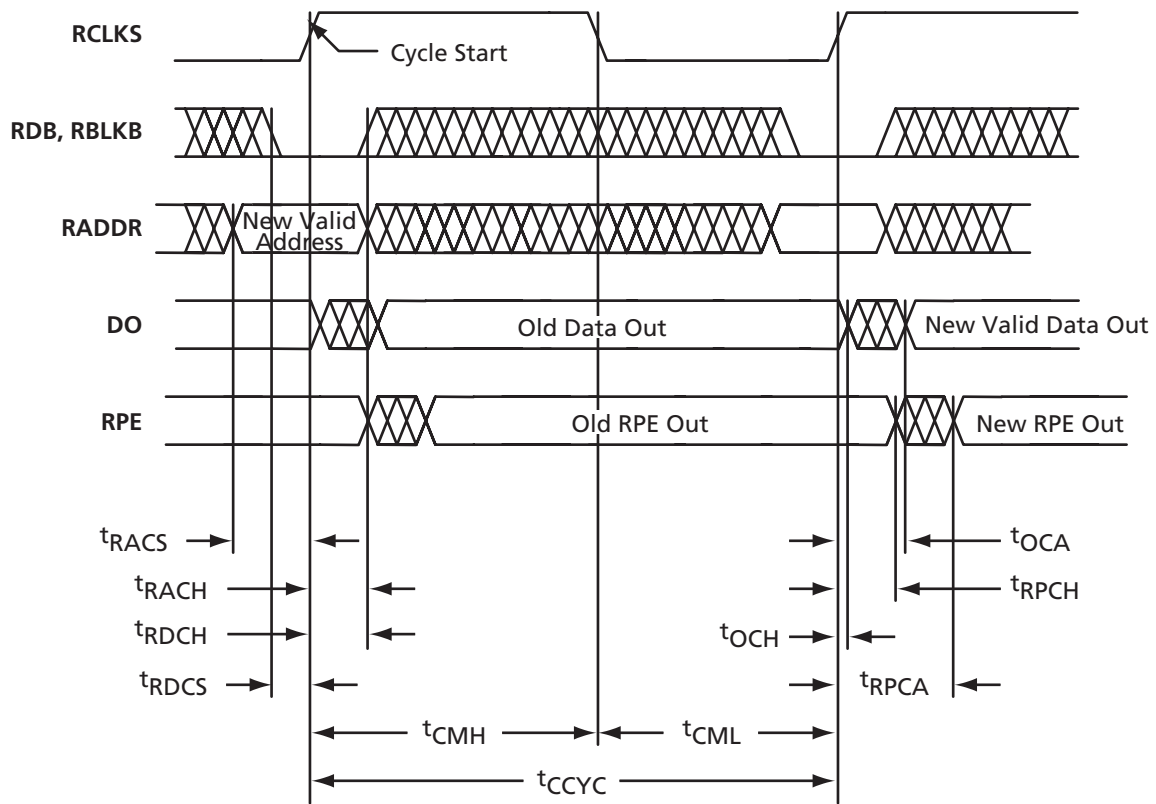 RCLKS
Cycle Start
RDB, RBLKB
RADDR
New Valid
Address
DO
Old Data Out
New Valid Data Out
RPE
Old RPE Out
New RPE Out
tRACS
tOCA
tRACH
tRPCH
tRDCH
tOCH
tRDCS
tRPCA
tCMH
tCML
tCCYC